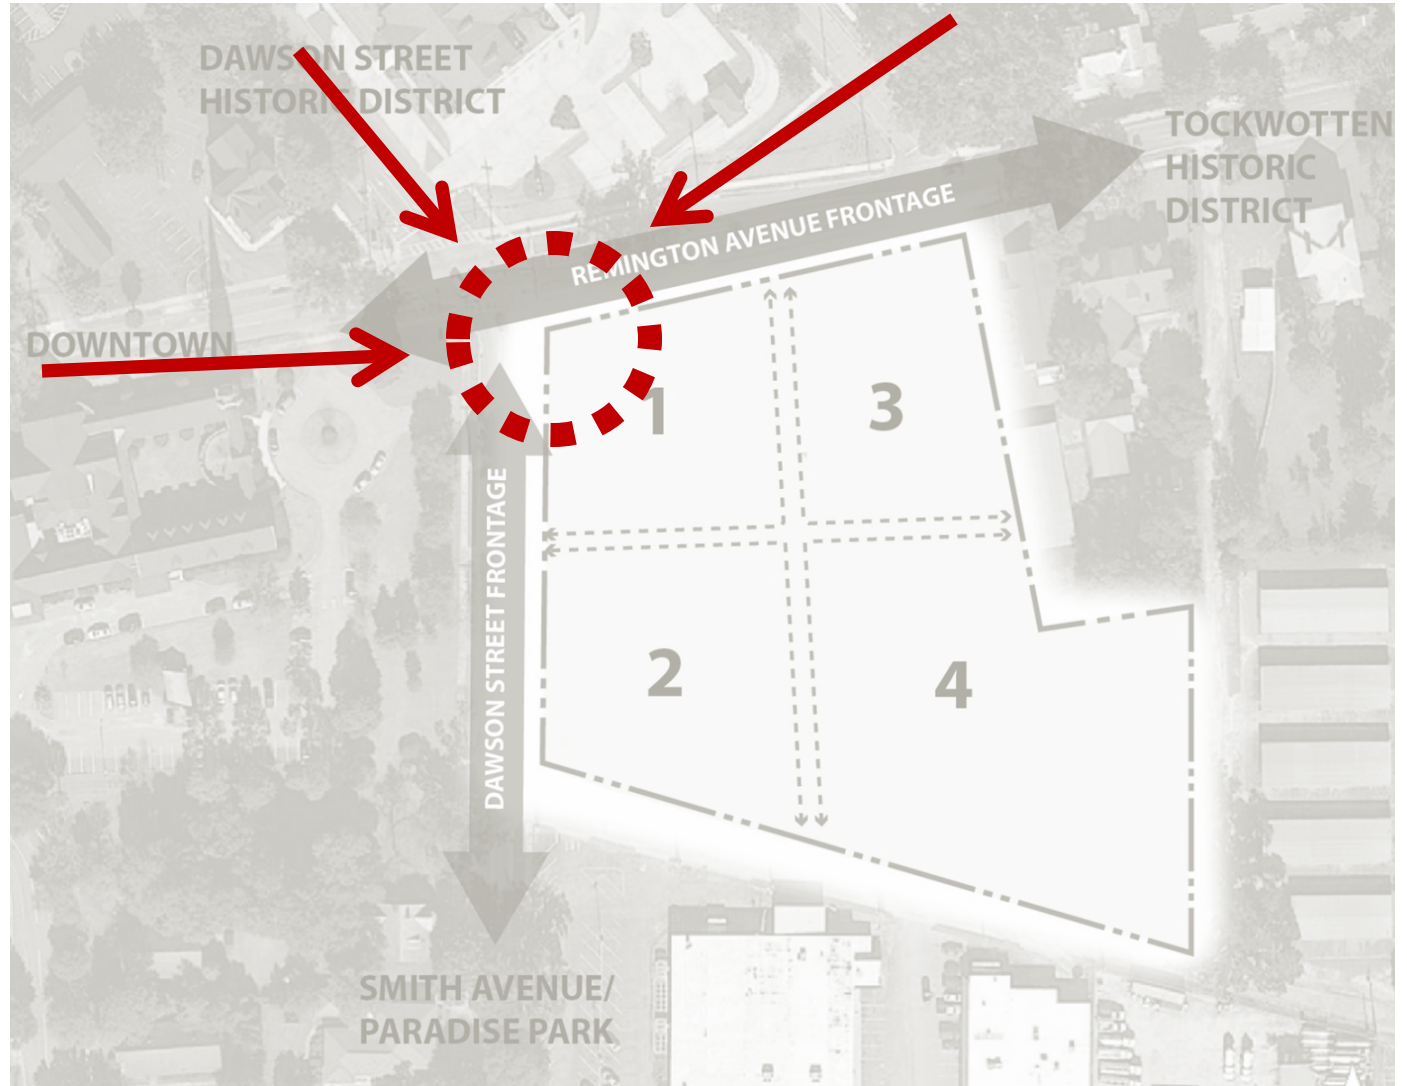 DAWSON STREET
HISTORIC DISTRICT
TOCKWOTTEN
HISTORIC
DISTRICT
REMINGTON AVENUE FRONTAGE
DOWNTOWN
1
3
DAWSON STREET FRONTAGE
2
4
SMITH AVENUE/
PARADISE PARK